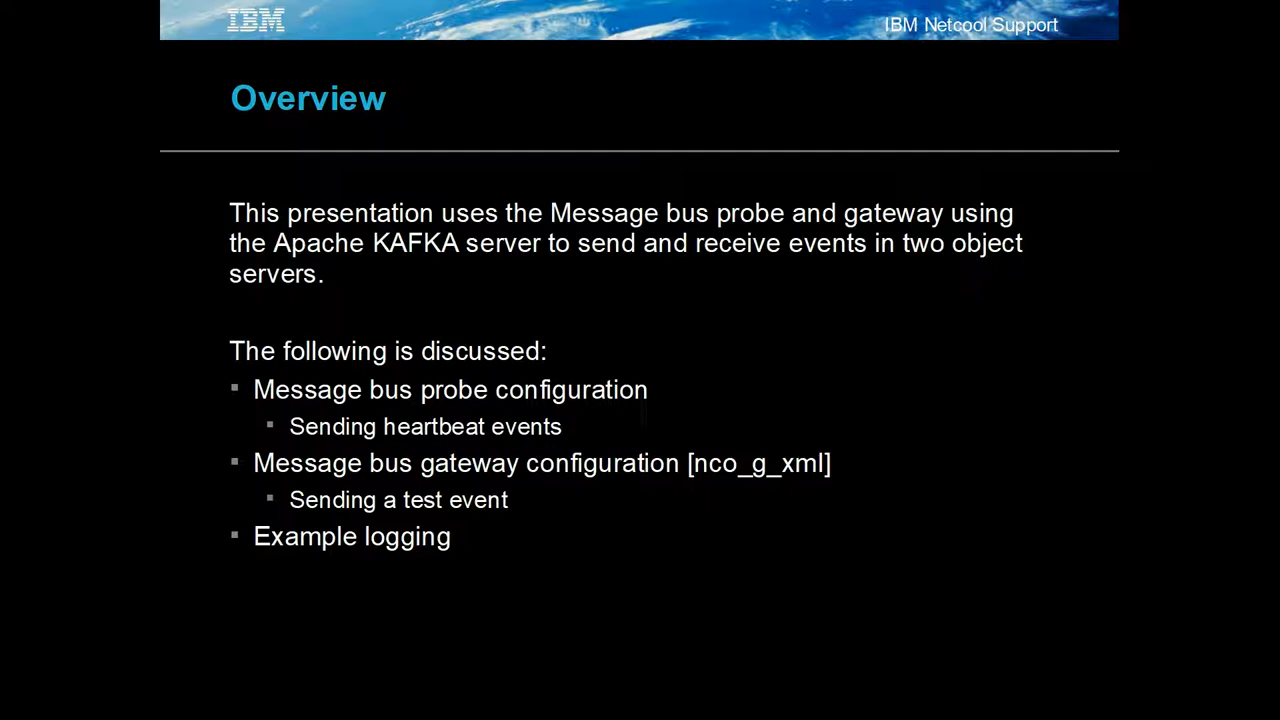 IBM
IBM Netcool Support
Overview
This presentation uses the Message bus probe and gateway using
the Apache KAFKA server to send and receive events in two object
servers.
The following is discussed:
Message bus probe configuration
Sending heartbeat events
Message bus gateway configuration [nco_g_xml]
Sending a test event
Example logging